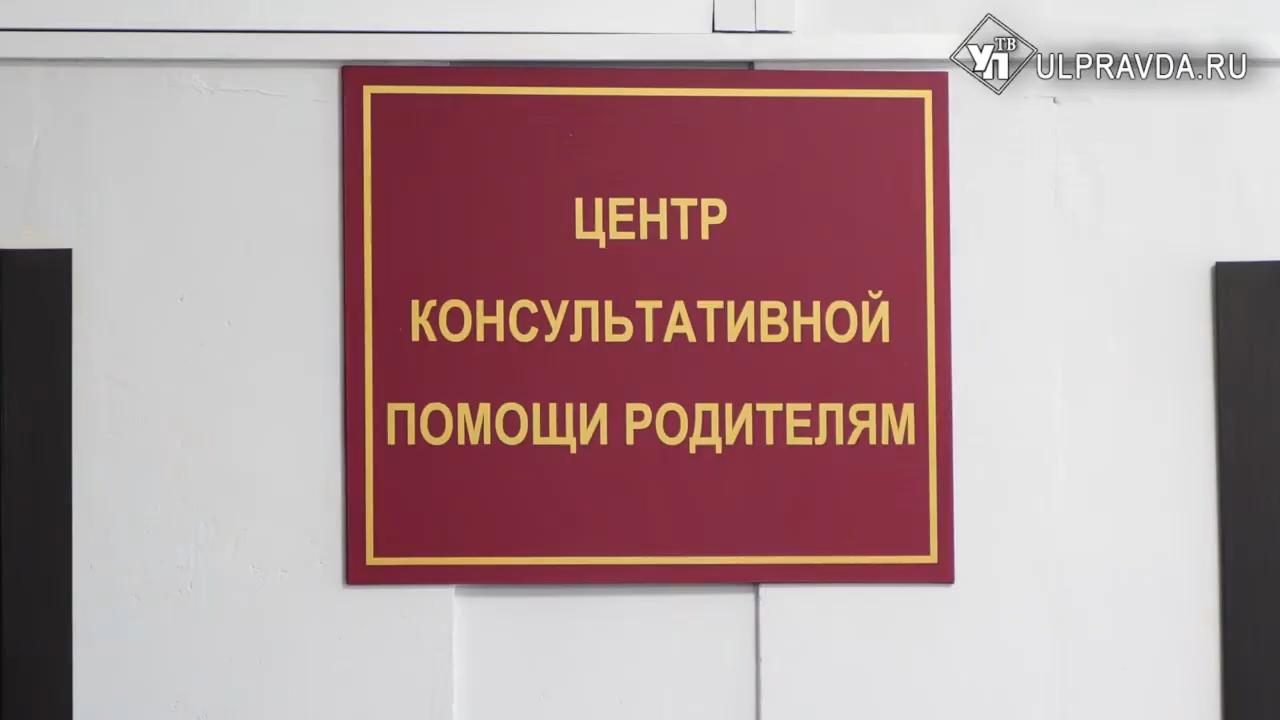 УП ТВ ULPRAVDA.RU
ЦЕНТР
КОНСУЛЬТАТИВНОЙ
ПОМОЩИ РОДИТЕЛЯМ